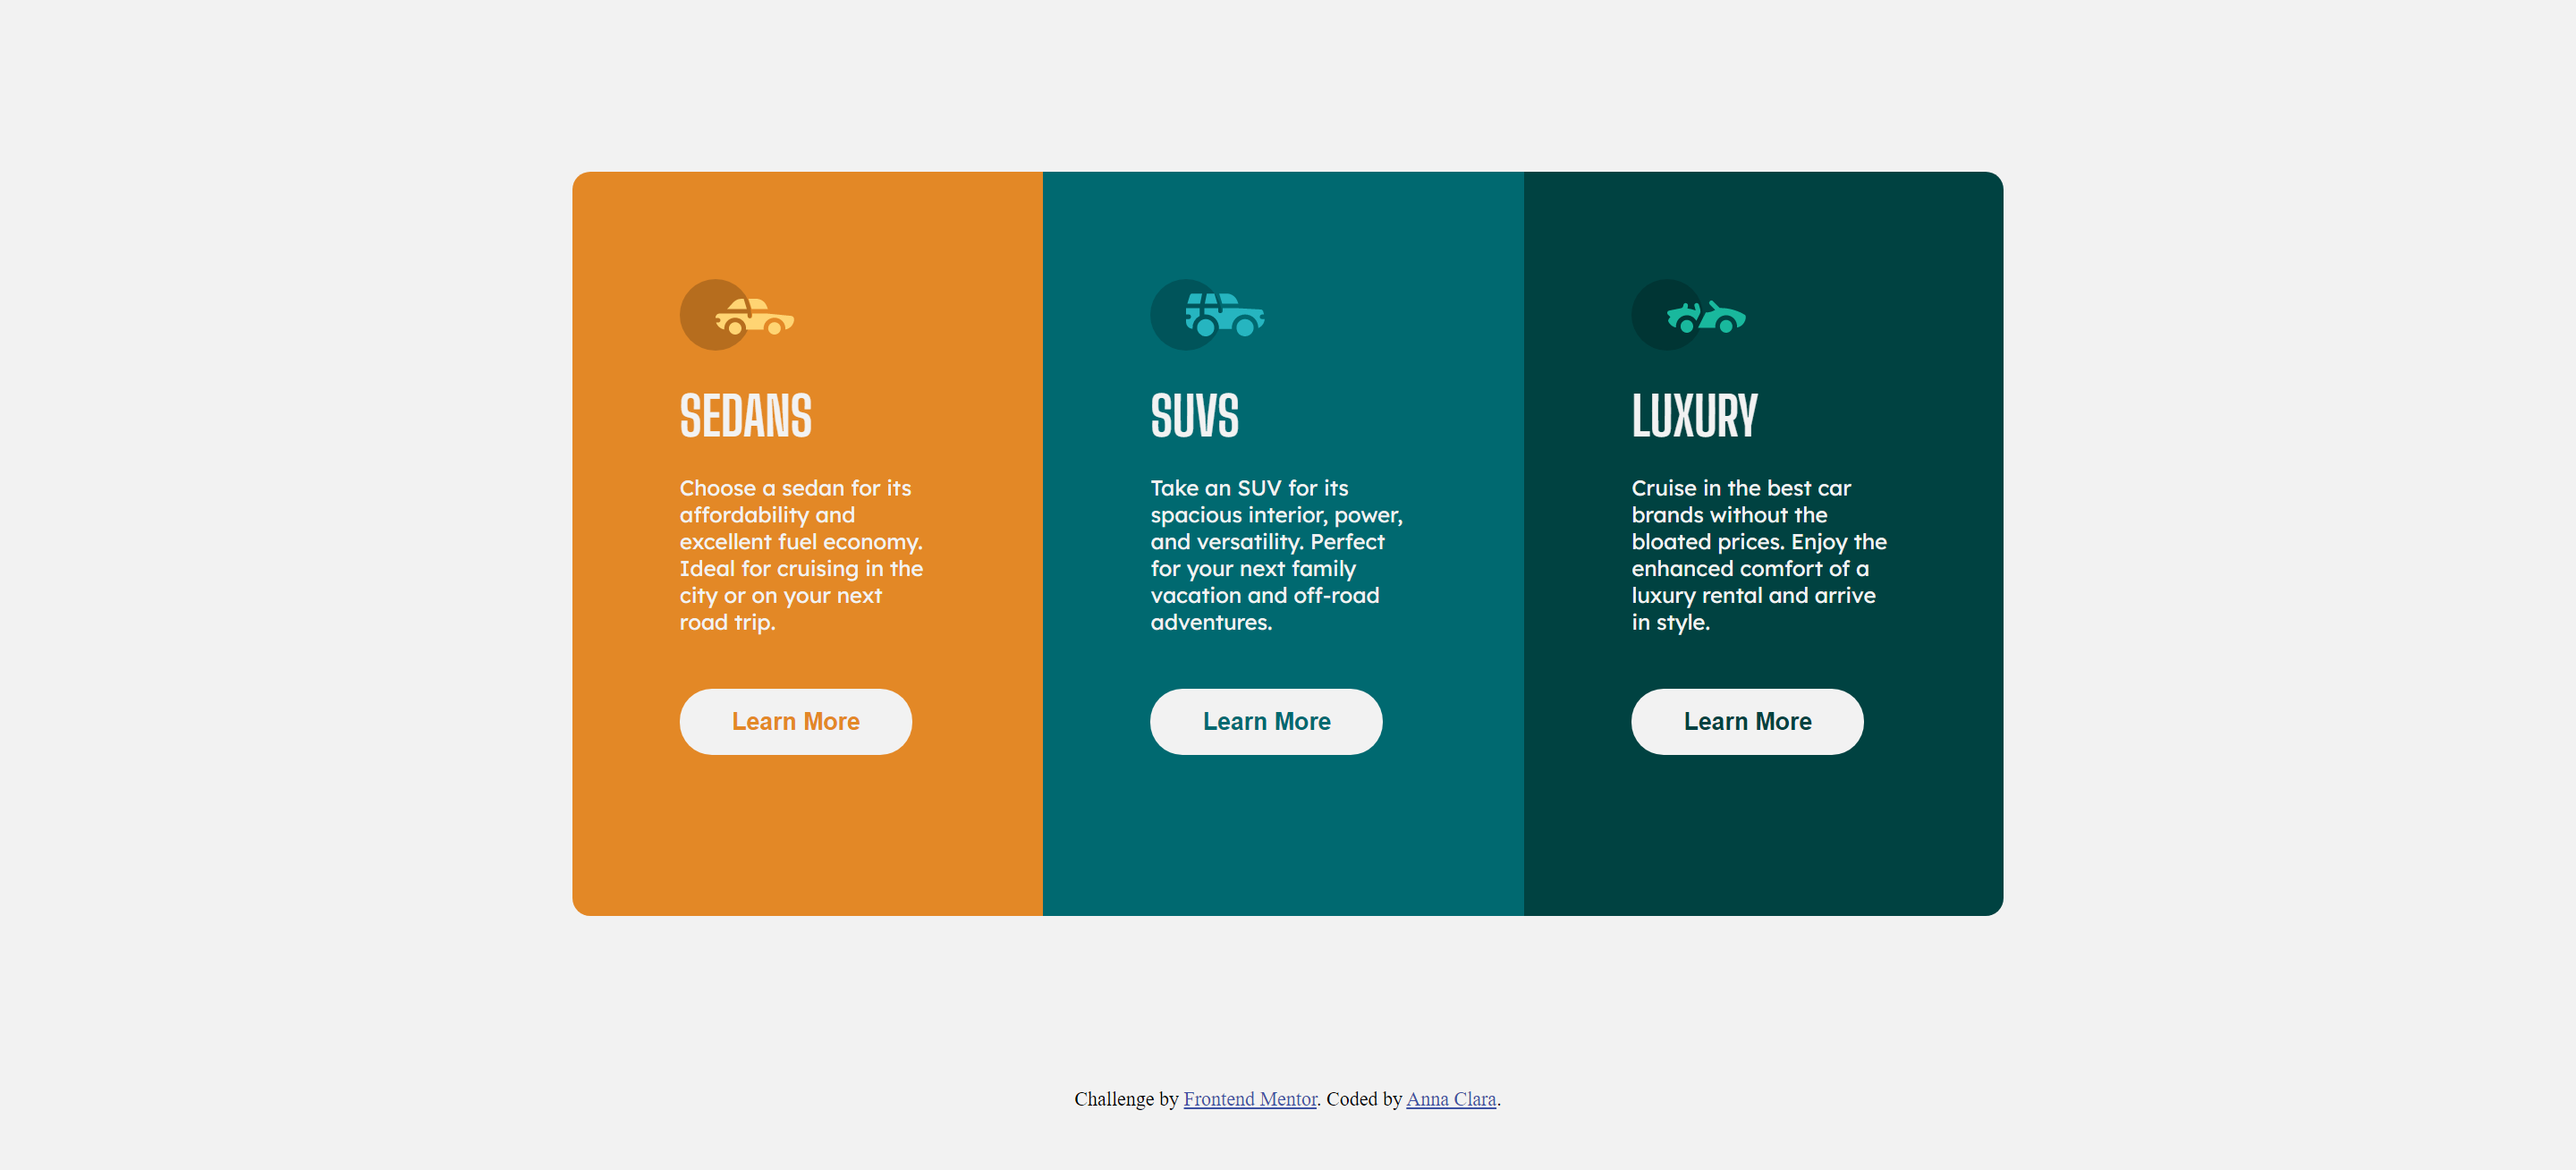 SEDANS
Choose a sedan for its
affordability and
excellent fuel economy.
Ideal for cruising in the
city or on your next
road trip.
Learn More
SUVS
Take an SUV for its
spacious interior, power,
and versatility. Perfect
for your next family
vacation and off-road
adventures.
Learn More
LUXURY
Cruise in the best car
brands without the
bloated prices. Enjoy the
enhanced comfort of a
luxury rental and arrive
in style.
Learn More
Challenge by Frontend Mentor. Coded by Anna Clara.